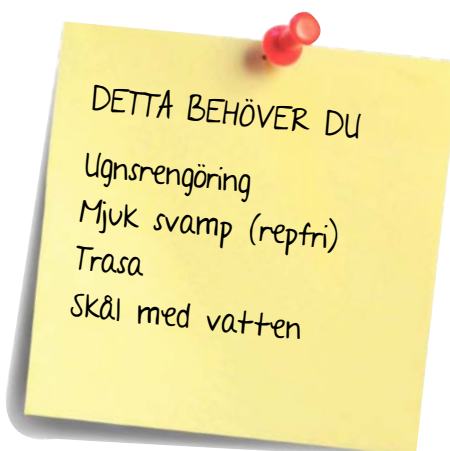 DETTA BEHÖVER DU
Ugnsrengöring
Mjuk svamp (repfri)
Trasa
Skål med vatten